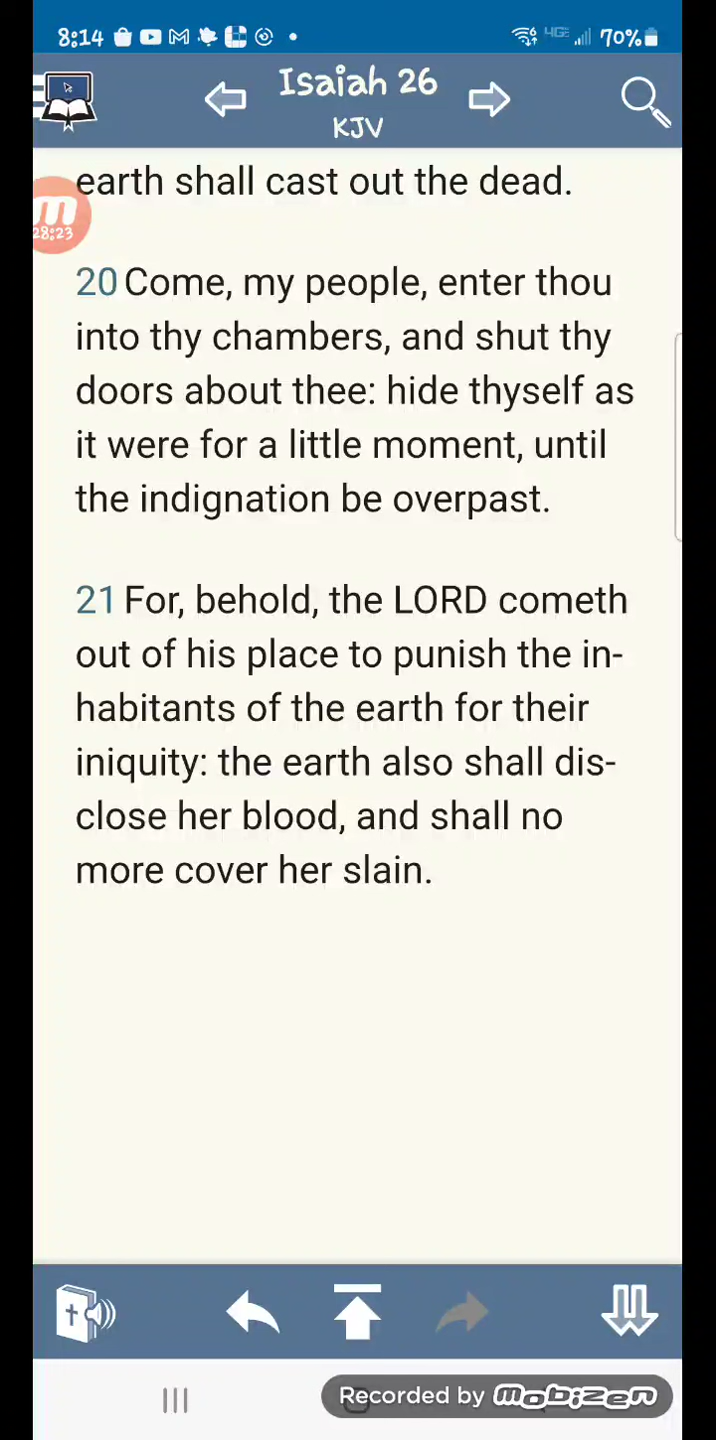 8:14 4GE 70%
Isaiah 26
KJV
earth shall cast out the dead.
28:23
20 Come, my people, enter thou
into thy chambers, and shut thy
doors about thee: hide thyself as
it were for a little moment, until
the indignation be overpast.
21 For, behold, the LORD cometh
out of his place to punish the in-
habitants of the earth for their
iniquity: the earth also shall dis-
close her blood, and shall no
more cover her slain.
Recorded by mobizen